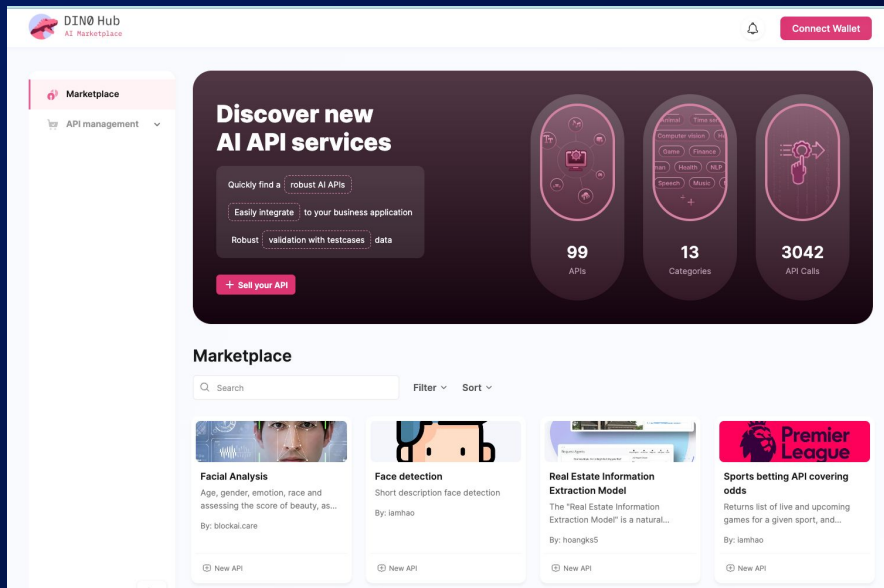 DINØ Hub
AI Marketplace
Connect Wallet
Marketplace
API management
Discover new
AI API services
Quickly find a robust AI APIs
Easily integrate to your business application
Robust validation with testcases data
+ Sell your API
Animal Time
Computer vision
Game Finance
Health NLP
Speech Music
99
APIs
13
Categories
3042
API Calls
Marketplace
Search
Filter
Sort
Facial Analysis
Age, gender, emotion, race and
assessing the score of beauty, as...
By: blockai.care
New API
Face detection
Short description face detection
By: iamhao
New API
Real Estate Information
Extraction Model
The "Real Estate Information
Extraction Model" is a natural...
By: hoangks5
New API
Premier
League
Sports betting API covering
odds
Returns list of live and upcoming
games for a given sport, and...
By: iamhao
New API